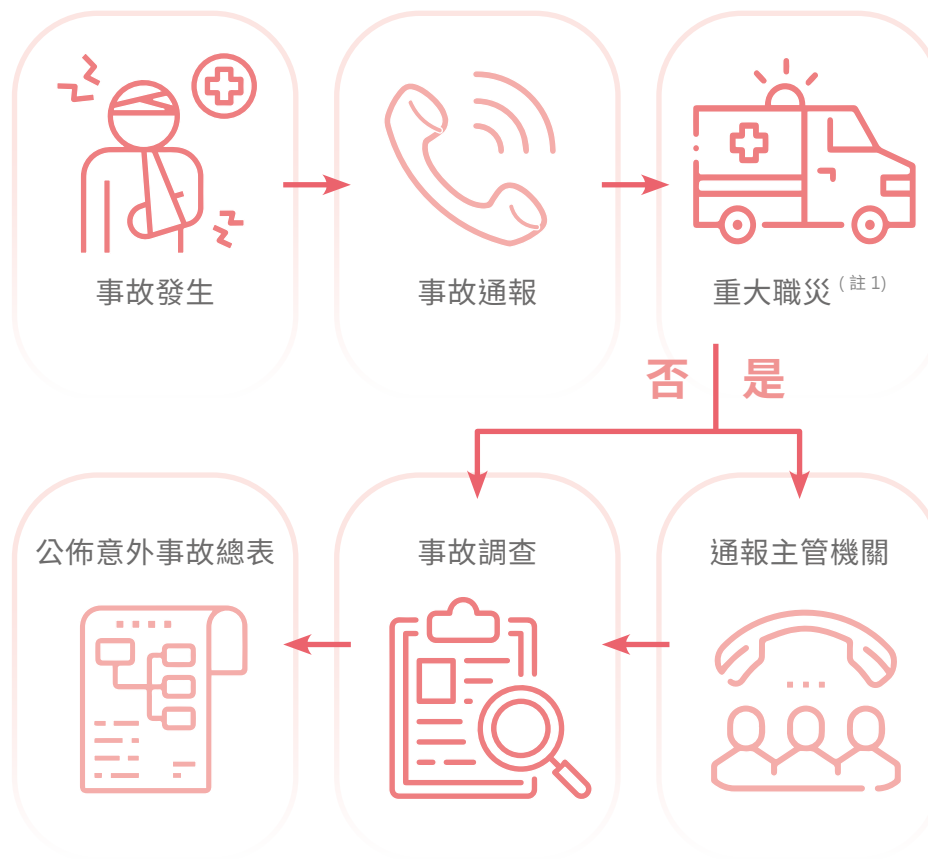 事故發生
事故通報
重大職災 (註 1)
否
是
公佈意外事故總表
事故調查
通報主管機關